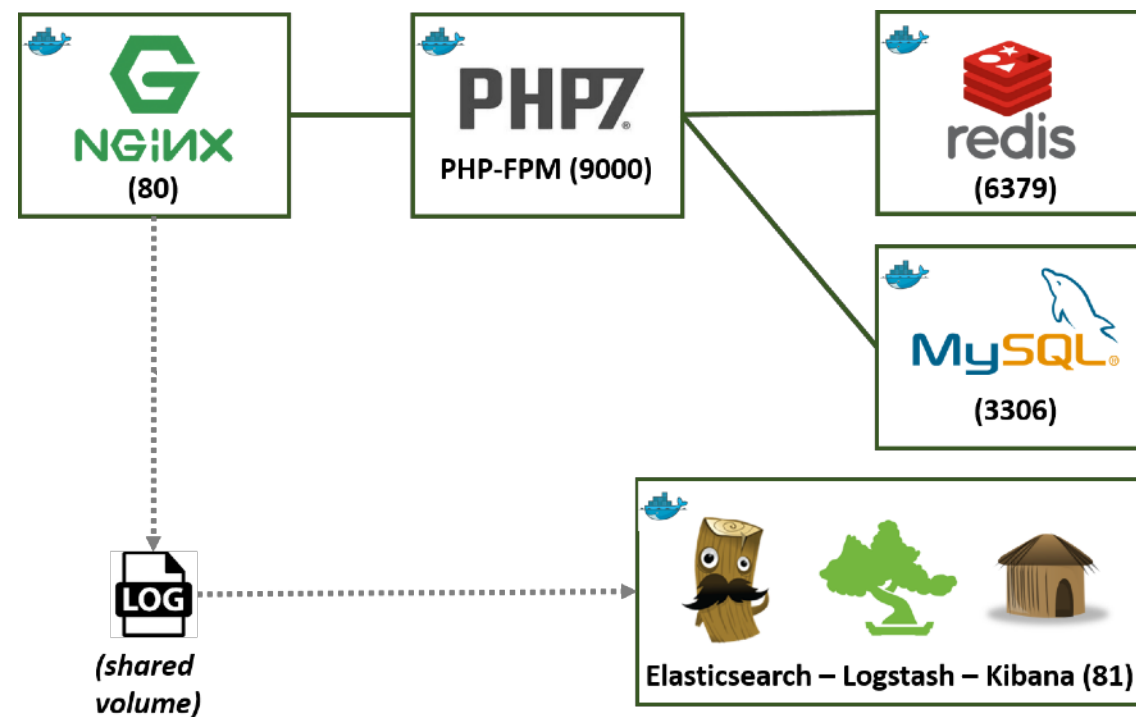 NGiNX
(80)
PHP7
PHP-FPM (9000)
redis
(6379)
MySQL®
(3306)
LOG
(shared
volume)
Elasticsearch – Logstash – Kibana (81)